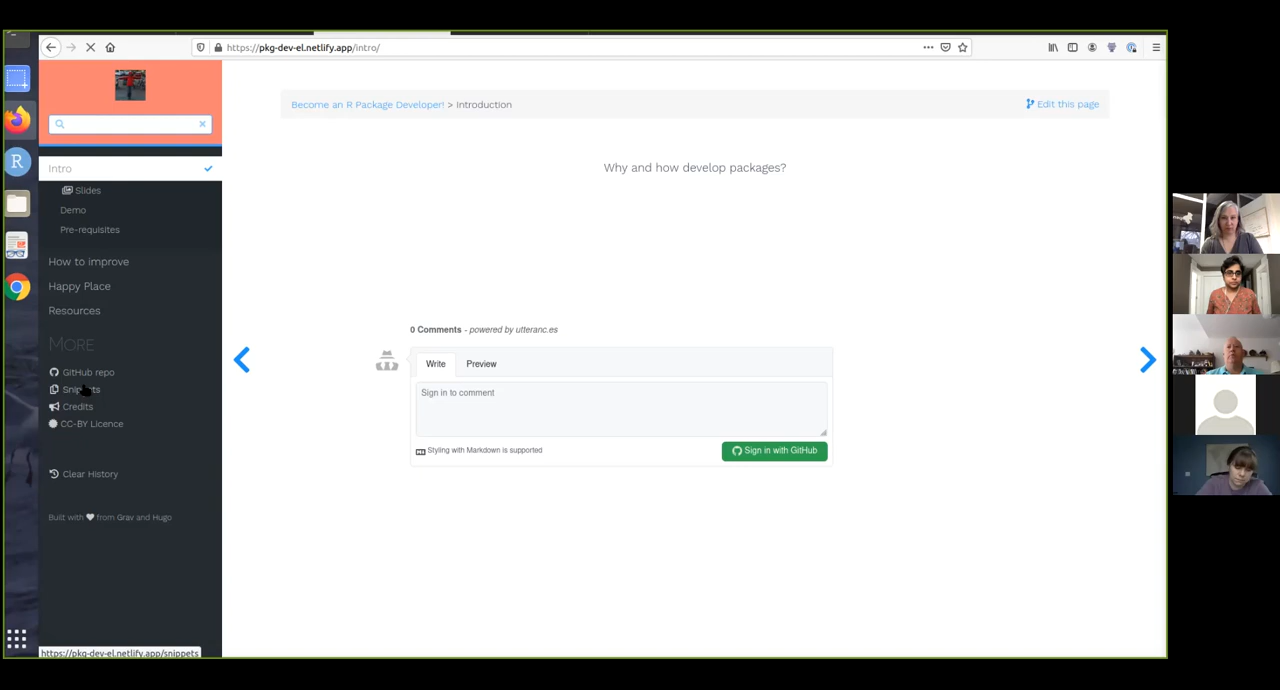 https://pkg-dev-el.netlify.app/intro/
Become an R Package Developer! > Introduction
Edit this page
Intro
Slides
Demo
Pre-requisites
How to improve
Happy Place
Resources
MORE
GitHub repo
Snippets
Credits
CC-BY Licence
Clear History
Built with from Grav and Hugo
https://pkg-dev-el.netlify.app/snippets
Why and how develop packages?
0 Comments - powered by utteranc.es
Write
Preview
Sign in to comment
Styling with Markdown is supported
Sign in with GitHub
R